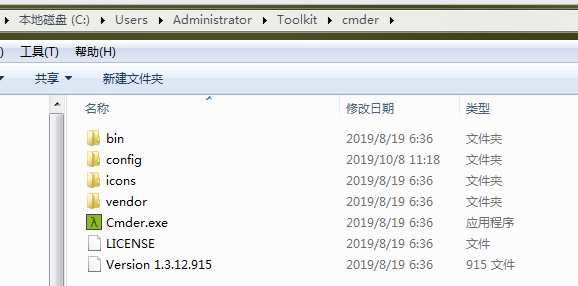 本地磁盘 (C:) ▸ Users ▸ Administrator ▸ Toolkit ▸ cmder ▸
) 工具(T) 帮助(H)
共享 新建文件夹
名称 修改日期 类型
bin 2019/8/19 6:36 文件夹
config 2019/10/8 11:18 文件夹
icons 2019/8/19 6:36 文件夹
vendor 2019/8/19 6:36 文件夹
λ Cmder.exe 2019/8/19 6:36 应用程序
LICENSE 2019/8/19 6:36 文件
Version 1.3.12.915 2019/8/19 6:36 915 文件